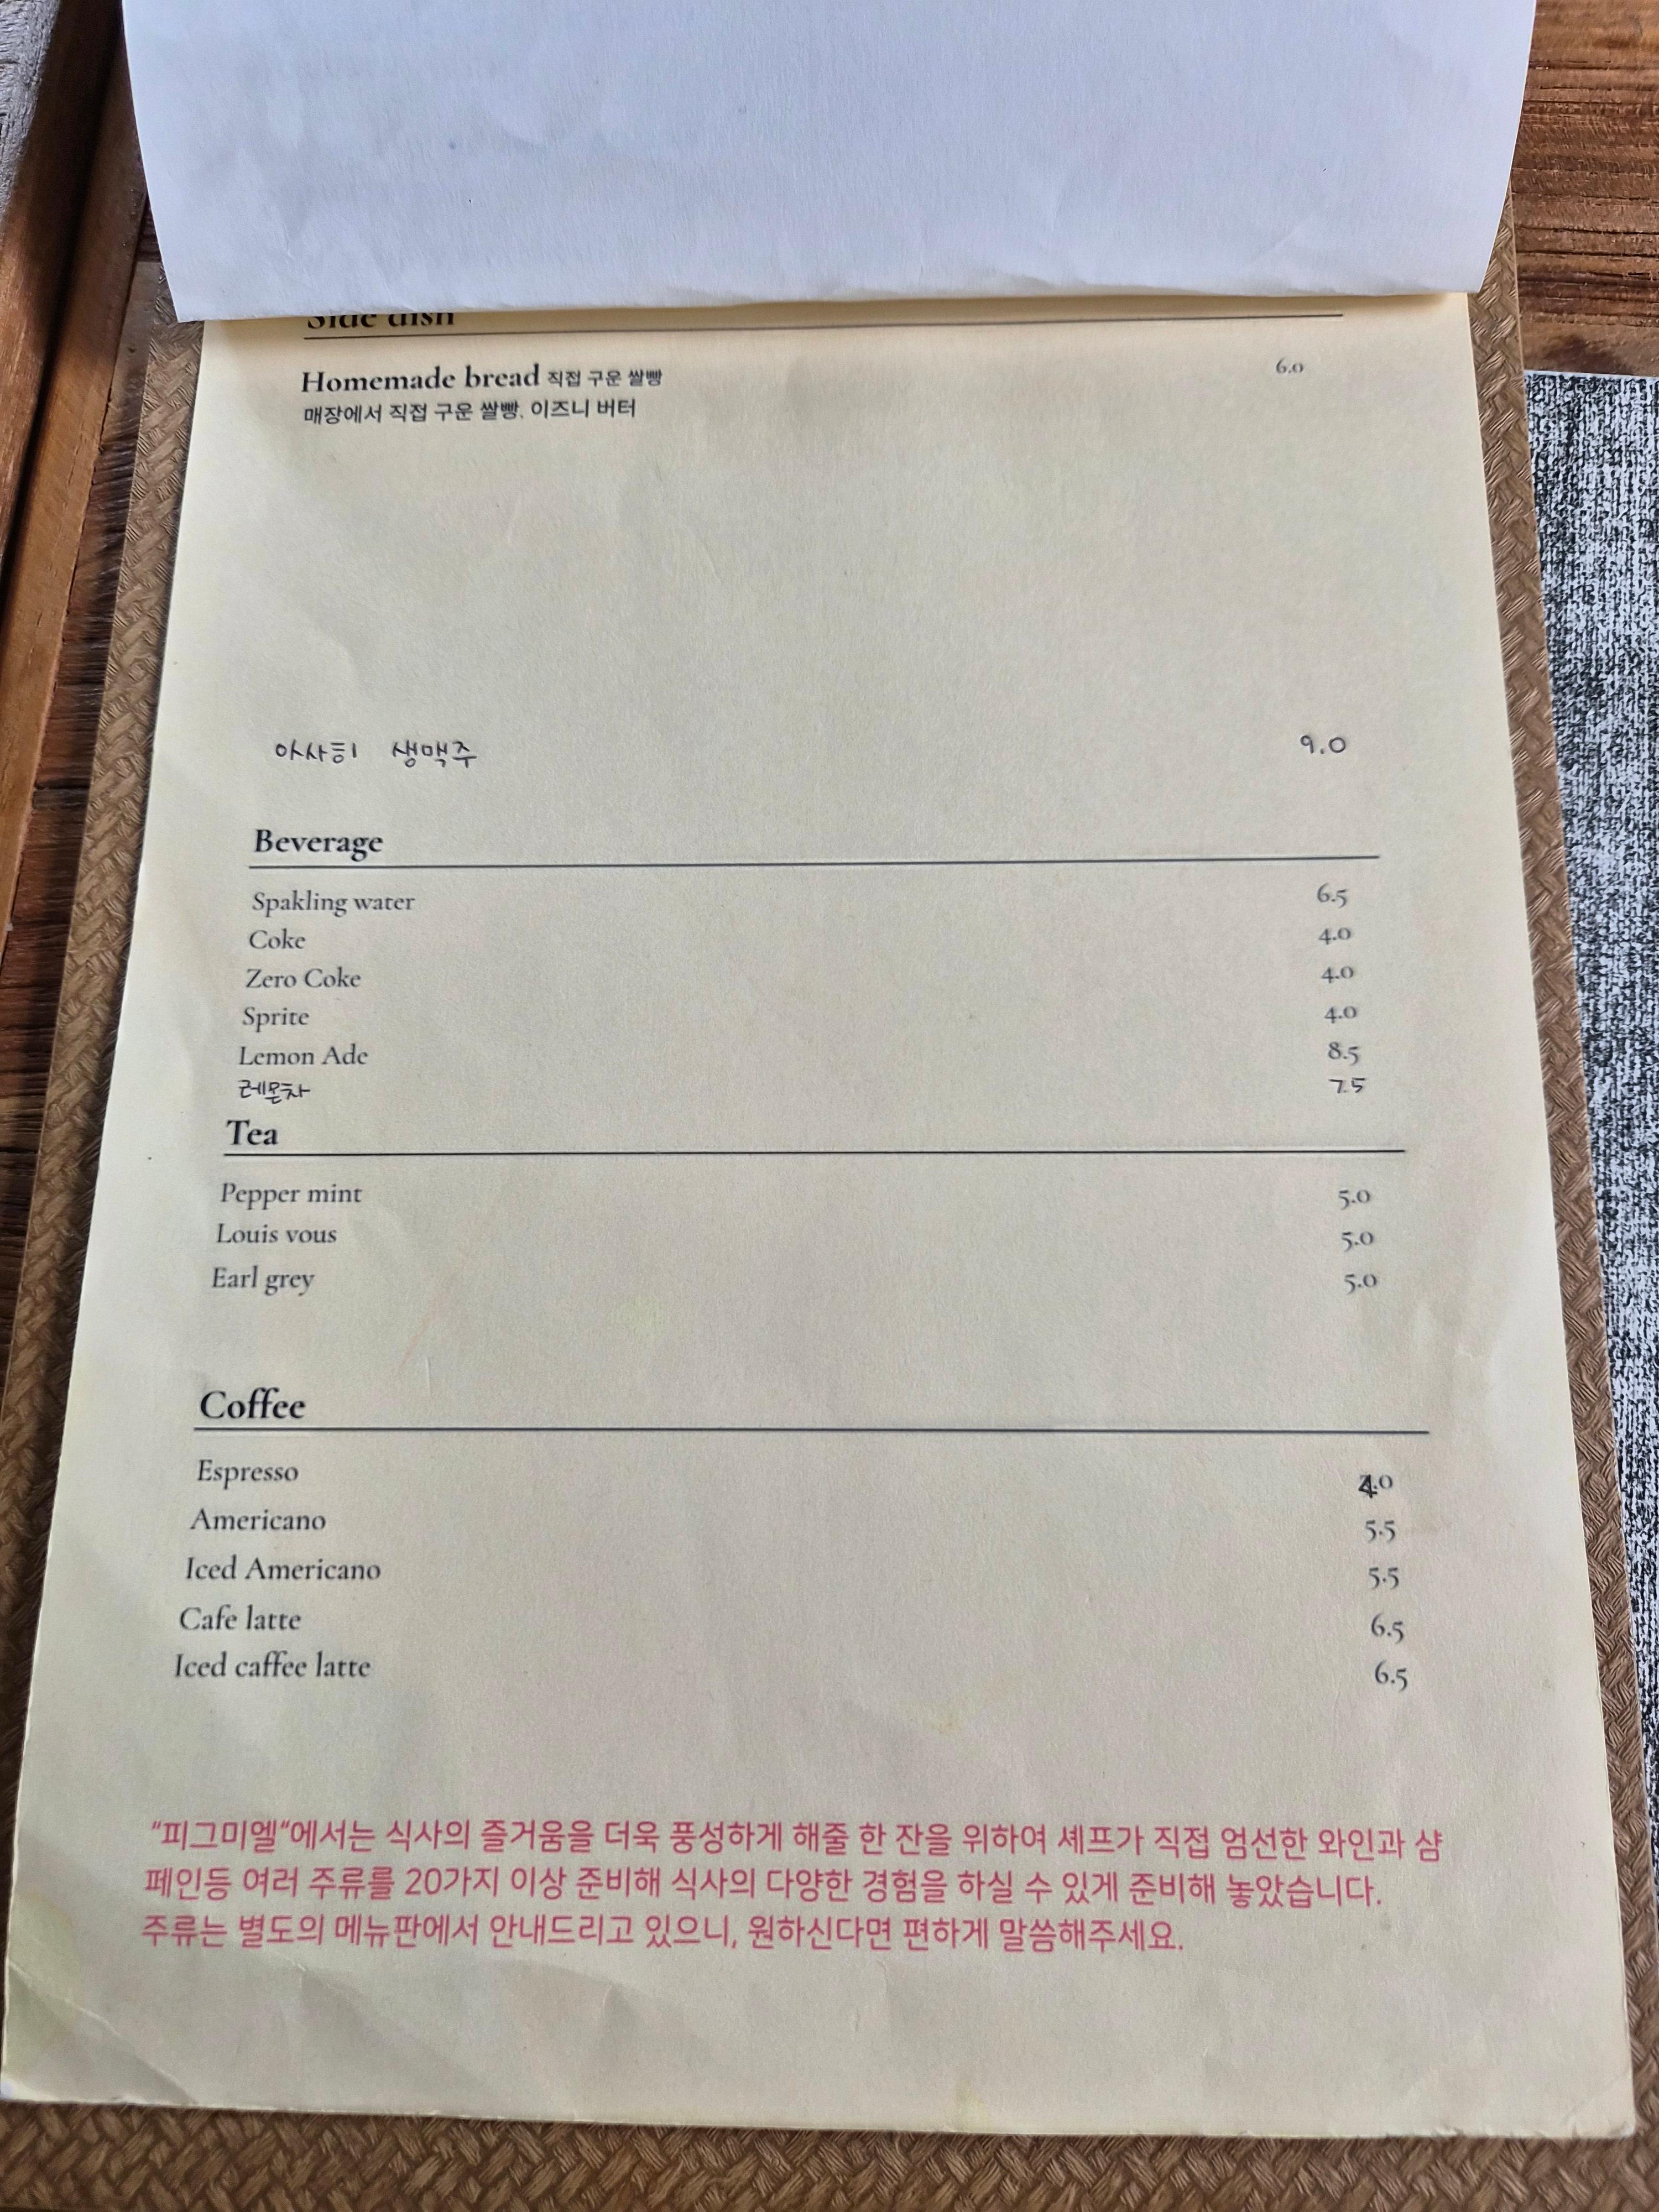 Side dish
Homemade bread 직접 구운 쌀빵 6.0
매장에서 직접 구운 쌀빵, 이즈니 버터
아사히 생맥주 9.0
Beverage
Spakling water 6.5
Coke 4.0
Zero Coke 4.0
Sprite 4.0
Lemon Ade 8.5
레몬차 7.5
Tea
Pepper mint 5.0
Louis vous 5.0
Earl grey 5.0
Coffee
Espresso 4.0
Americano 5.5
Iced Americano 5.5
Cafe latte 6.5
Iced caffee latte 6.5
"피그미엘"에서는 식사의 즐거움을 더욱 풍성하게 해줄 한 잔을 위하여 셰프가 직접 엄선한 와인과 샴
페인등 여러 주류를 20가지 이상 준비해 식사의 다양한 경험을 하실 수 있게 준비해 놓았습니다.
주류는 별도의 메뉴판에서 안내드리고 있으니, 원하신다면 편하게 말씀해주세요.